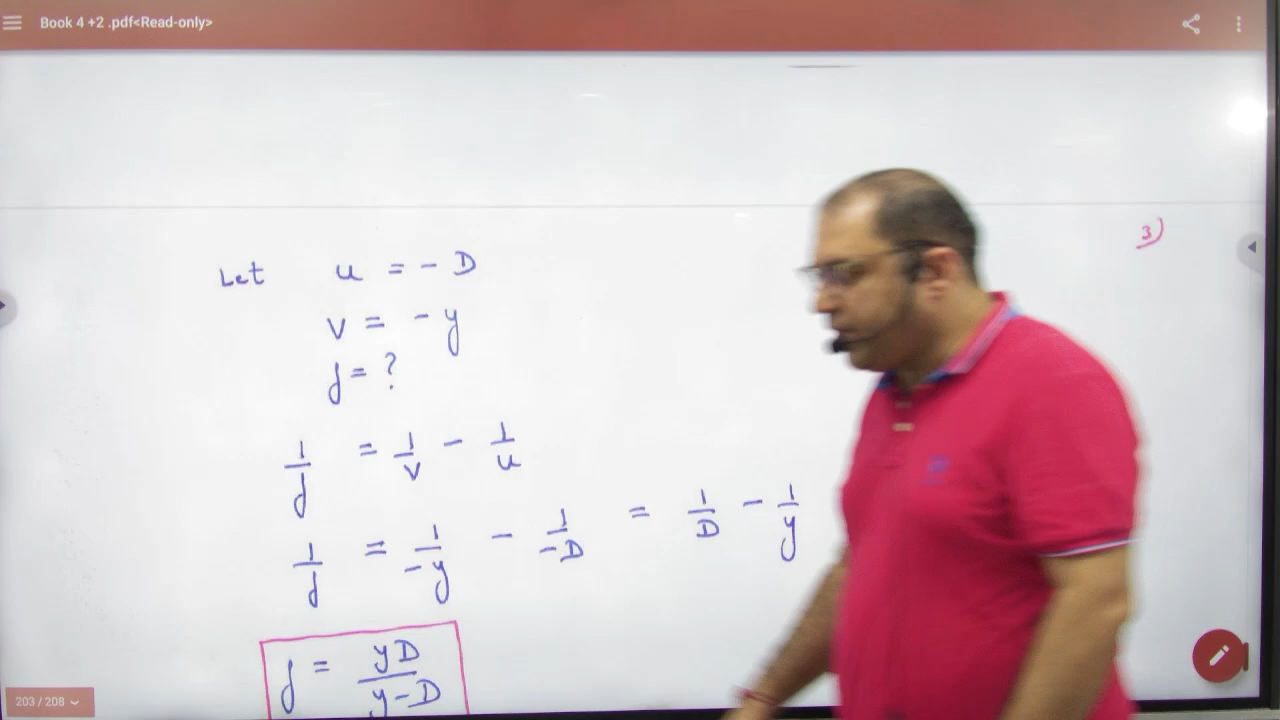 Book 4 +2 .pdf<Read-only>
3)
Let u = - D
v = - y
f = ?
1/f = 1/v - 1/u
1/f = 1/-y - 1/-D = 1/D - 1/y
f = yD/y-D
203 / 208